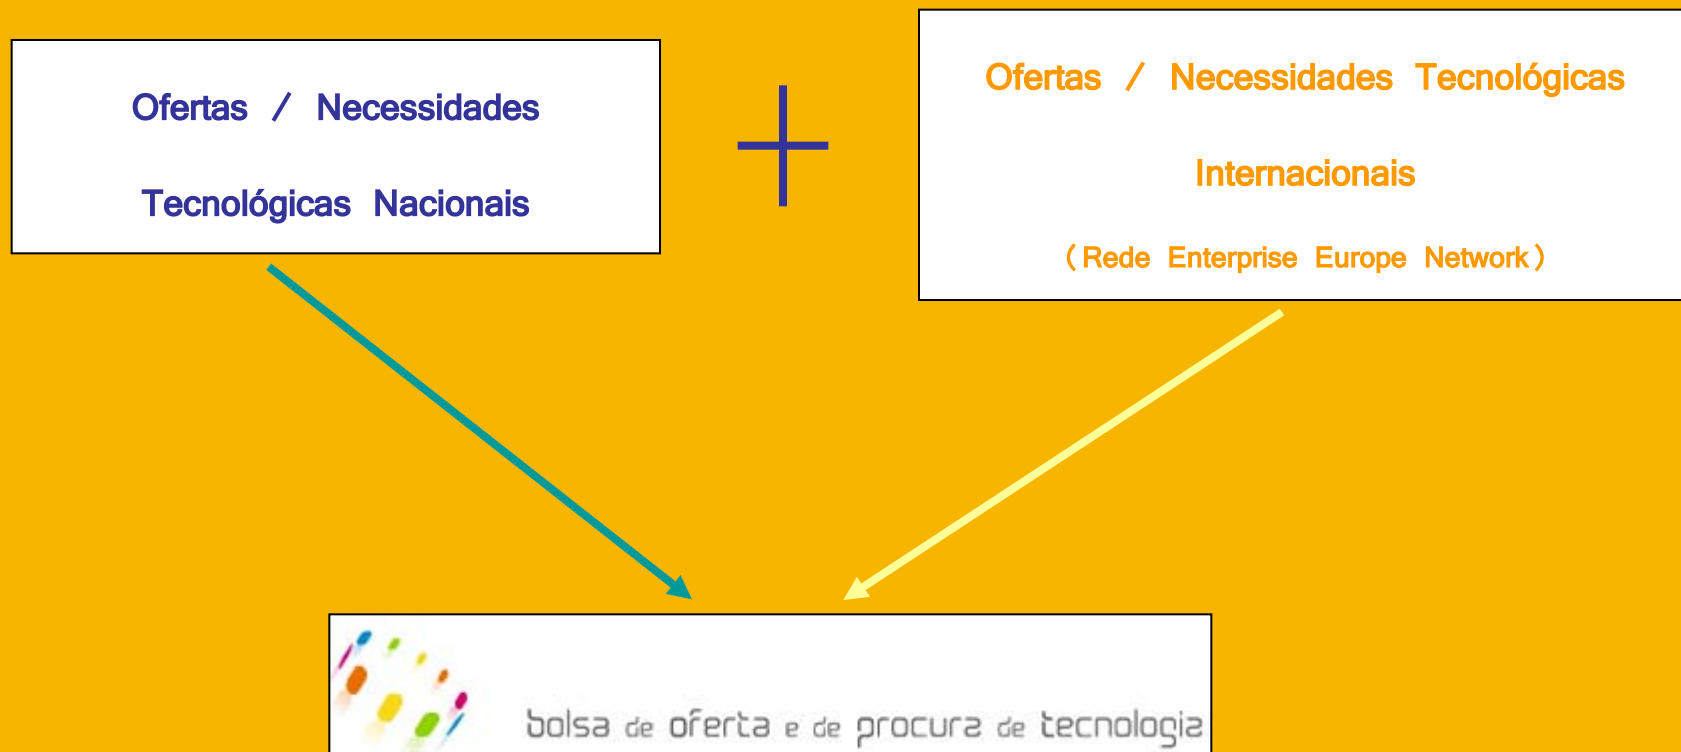 Ofertas / Necessidades
Tecnológicas Nacionais
Ofertas / Necessidades Tecnológicas
Internacionais
(Rede Enterprise Europe Network)
bolsa de oferta e de procura de tecnologia